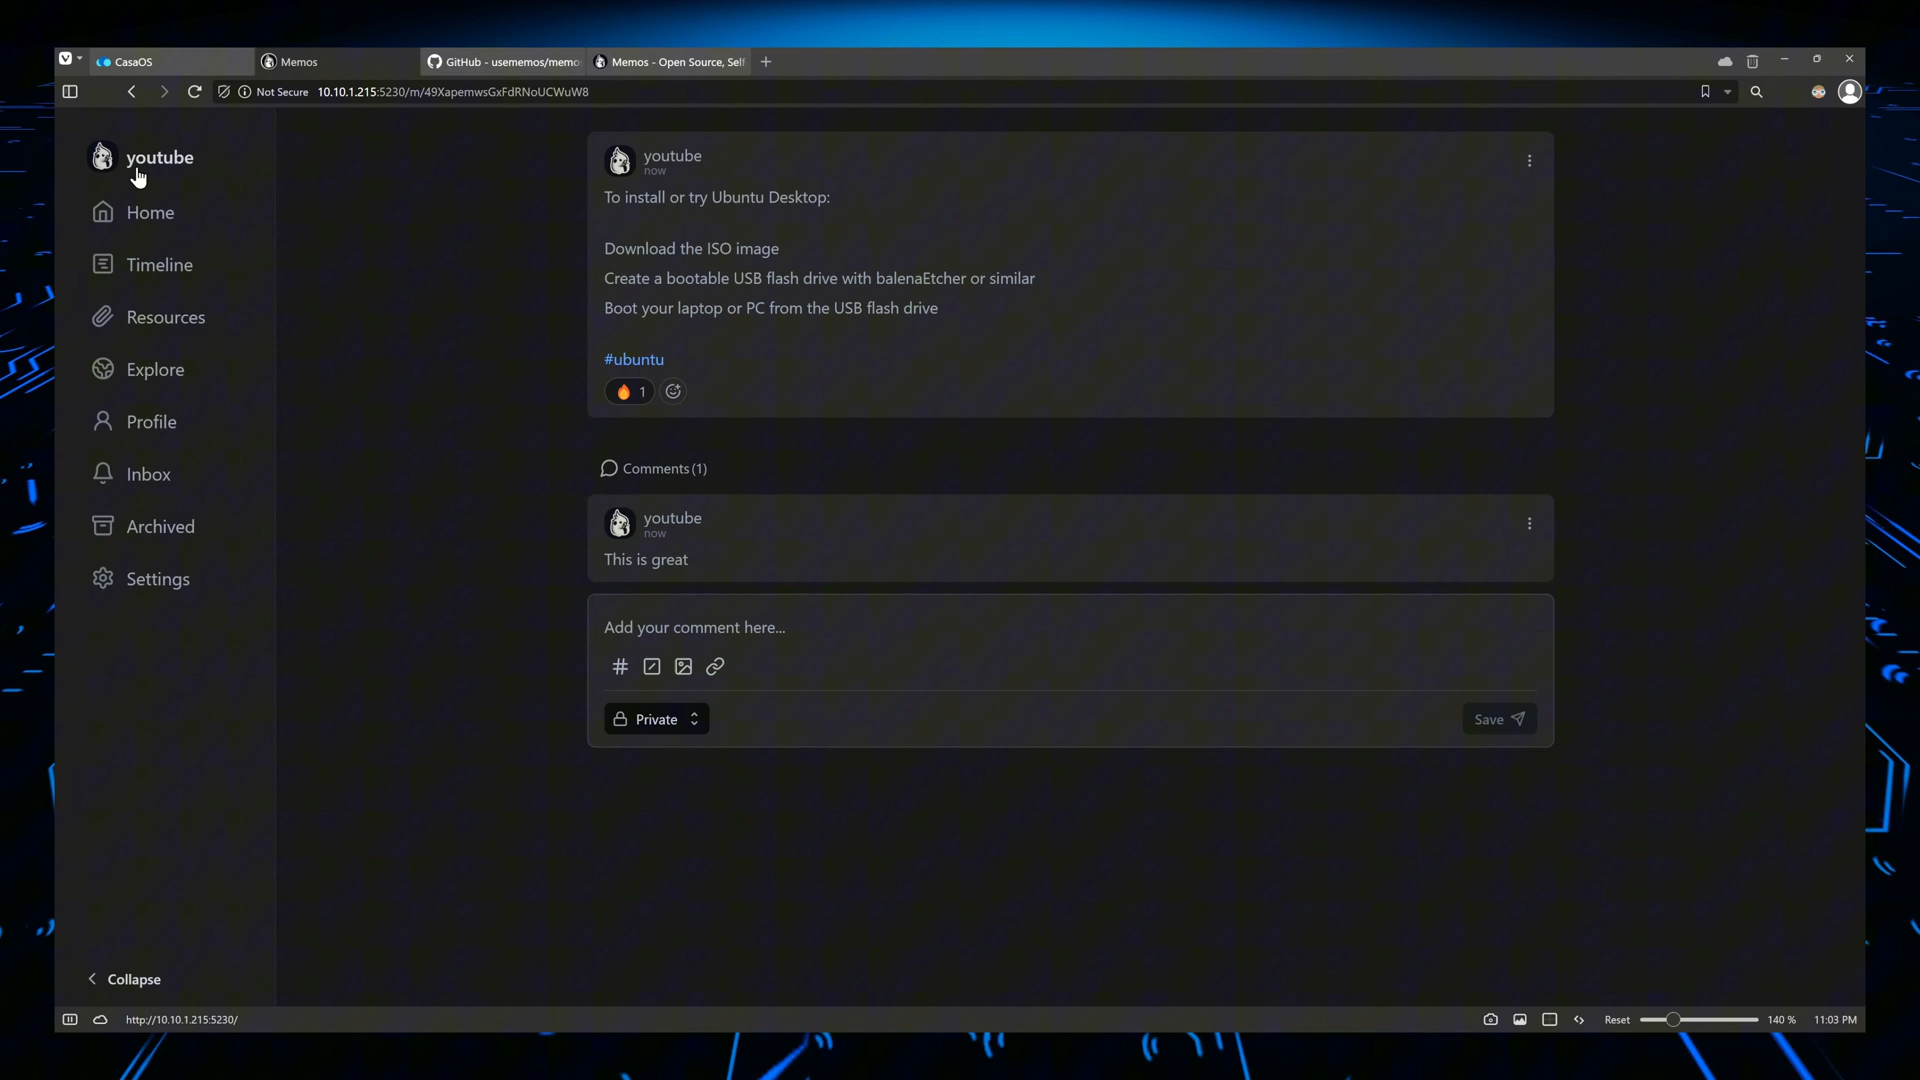 CasaOS
Memos
GitHub - usememos/memo
Memos - Open Source, Self
Not Secure
10.10.1.215:5230/m/49XapemwsGxFdRNoUCWuW8
youtube
Home
Timeline
Resources
Explore
Profile
Inbox
Archived
Settings
Collapse
youtube
now
To install or try Ubuntu Desktop:
Download the ISO image
Create a bootable USB flash drive with balenaEtcher or similar
Boot your laptop or PC from the USB flash drive
#ubuntu
1
Comments (1)
youtube
now
This is great
Add your comment here...
Private
Save
http://10.10.1.215:5230/
Reset
140 %
11:03 PM